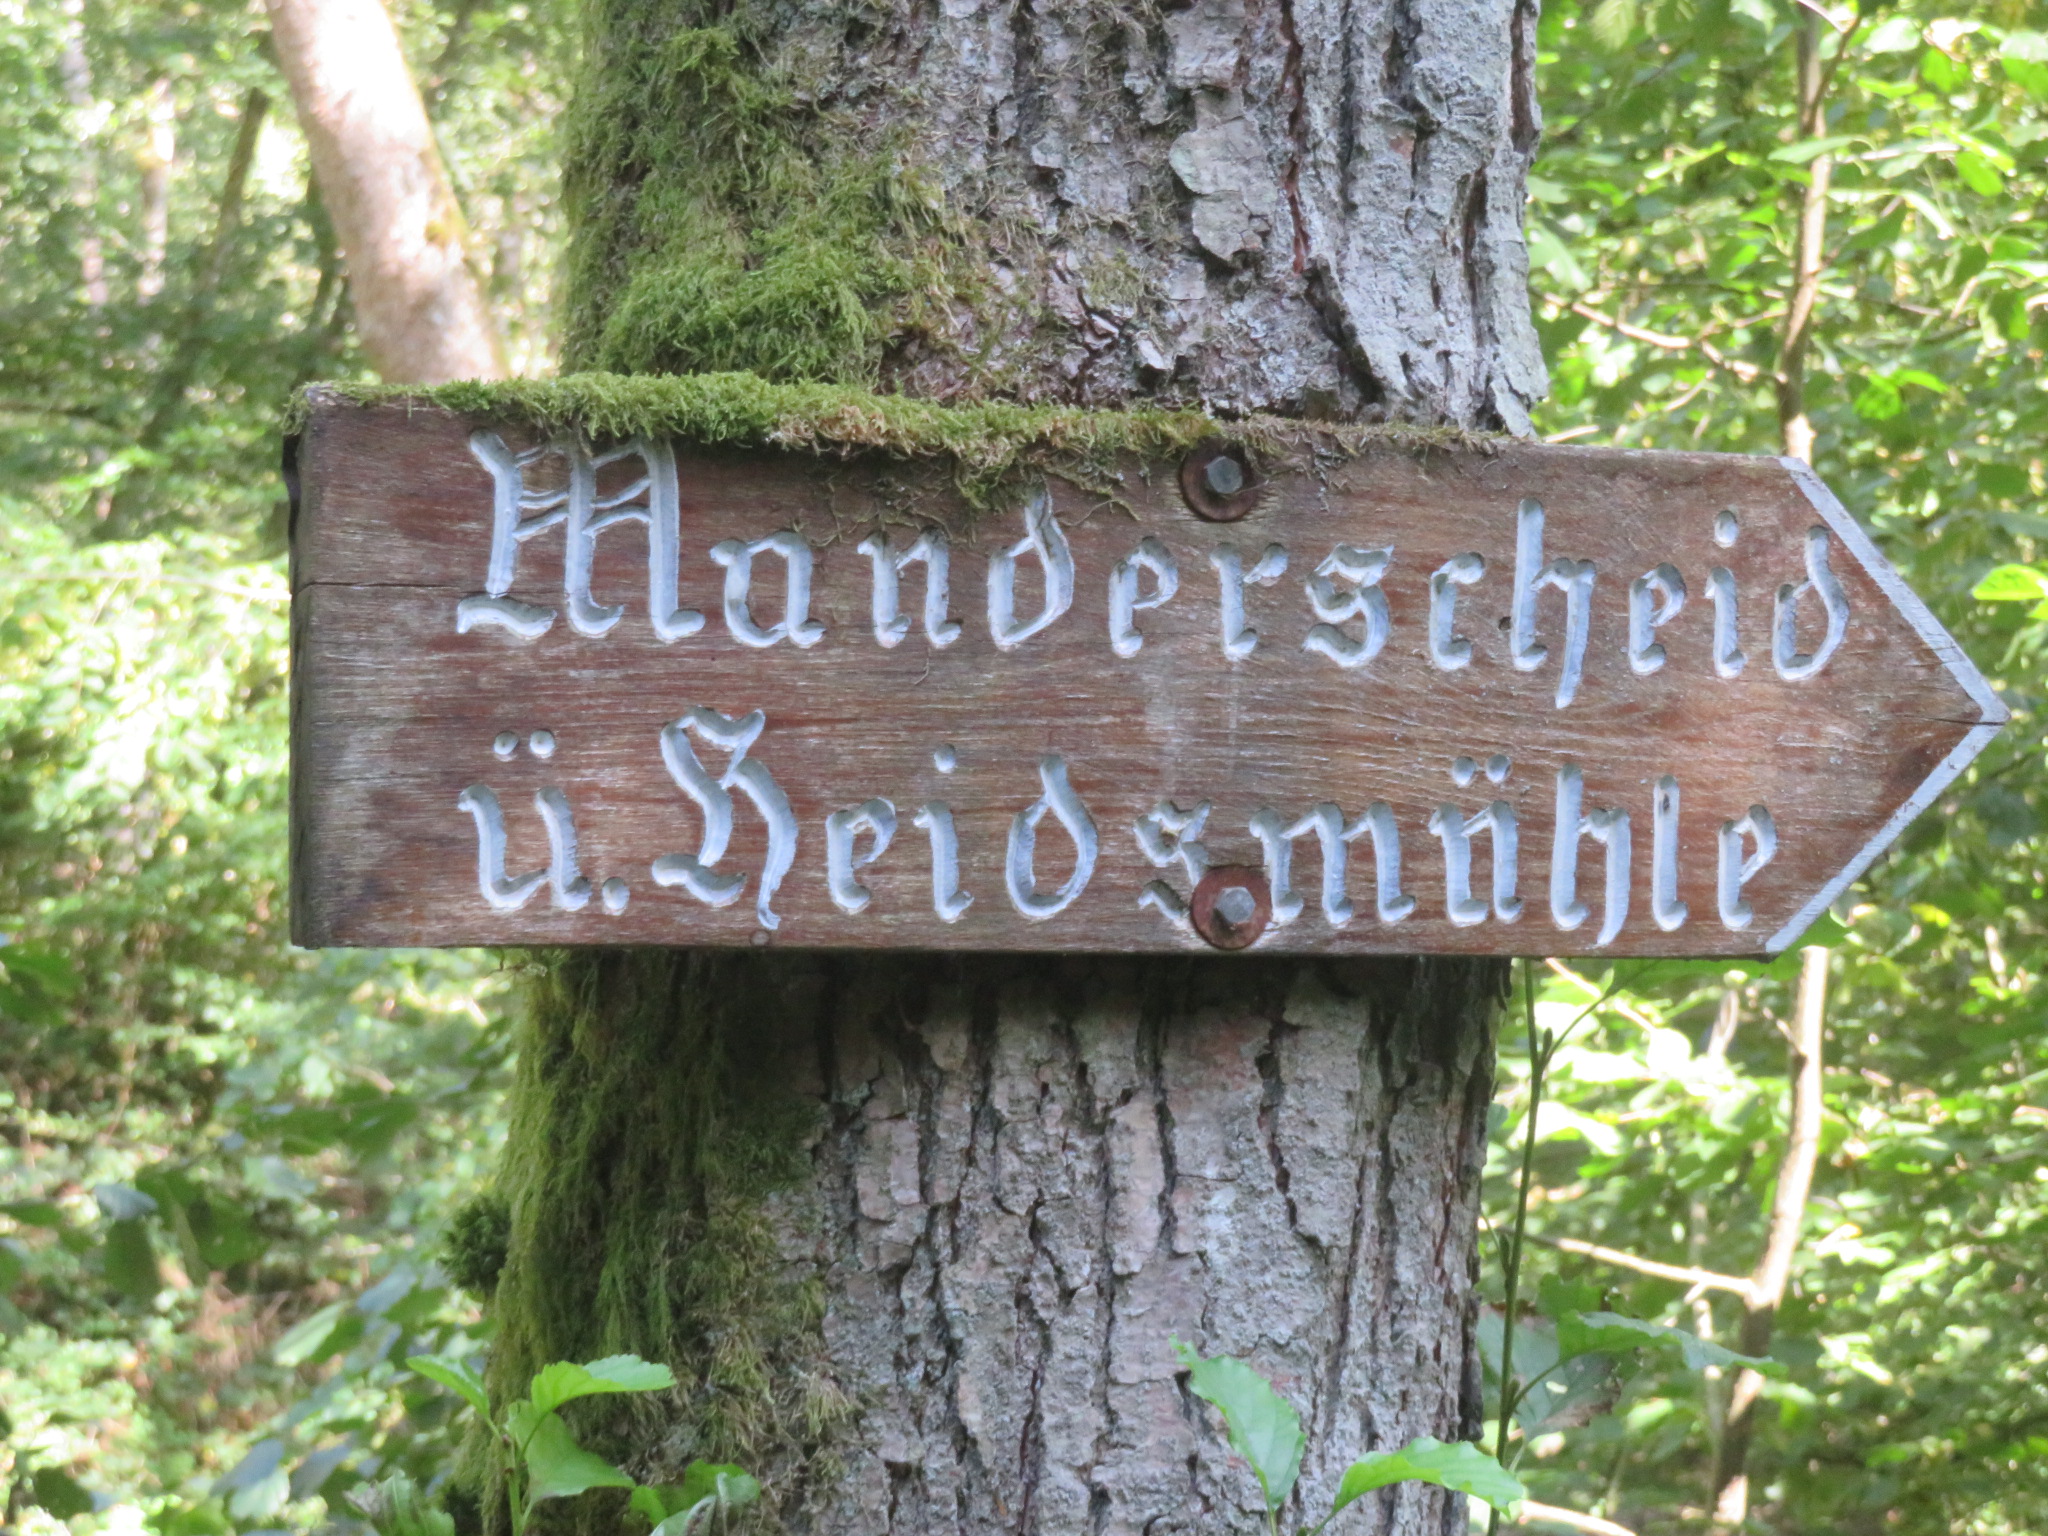 Manderscheid
ü. Heidsmühle